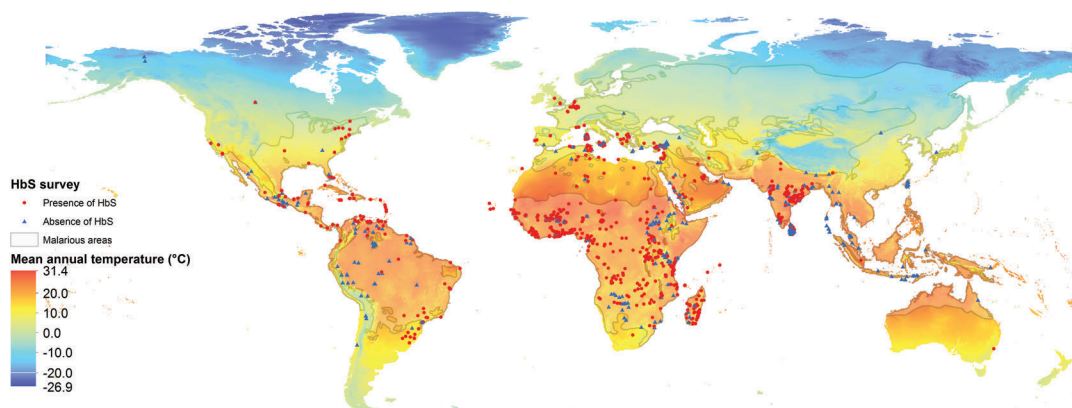 HbS survey
Presence of HbS
Absence of HbS
Malarious areas
Mean annual temperature (°C)
31.4
20.0
10.0
0.0
-10.0
-20.0
-26.9